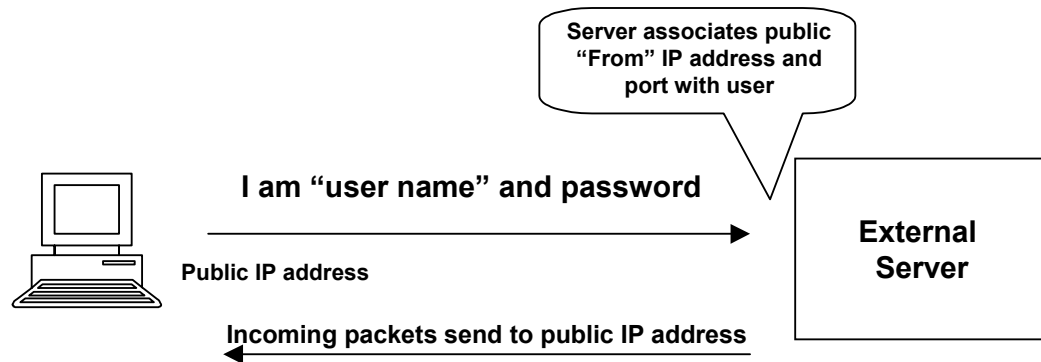 Server associates public
“From” IP address and
port with user
I am “user name” and password
External
Server
Public IP address
Incoming packets send to public IP address